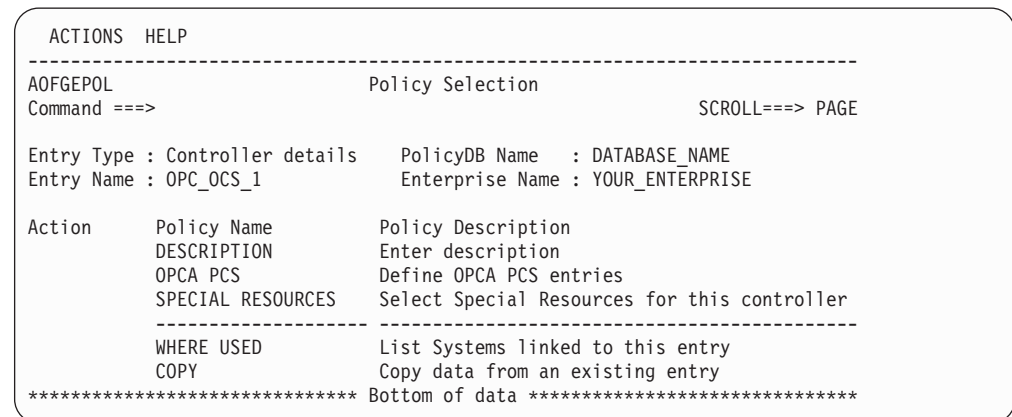 ACTIONS HELP
--------------------------------------------------------------------------------
AOFGEPOL Policy Selection
Command ===> SCROLL===> PAGE
Entry Type : Controller details PolicyDB Name : DATABASE_NAME
Entry Name : OPC_OCS_1 Enterprise Name : YOUR_ENTERPRISE
Action Policy Name Policy Description
DESCRIPTION Enter description
OPCA PCS Define OPCA PCS entries
SPECIAL RESOURCES Select Special Resources for this controller
-------------------- ---------------------------------------------
WHERE USED List Systems linked to this entry
COPY Copy data from an existing entry
******************************* Bottom of data *******************************